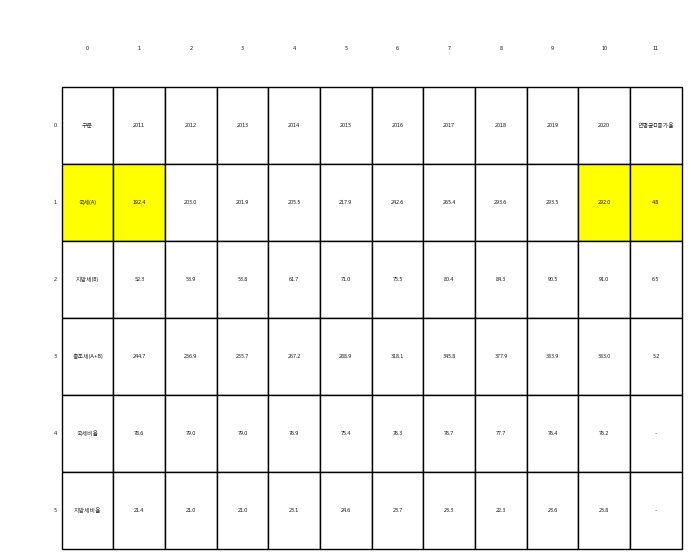 0 1 2 3 4 5 6 7 8 9 10 11
0 구분 2011 2012 2013 2014 2015 2016 2017 2018 2019 2020 연평균□증가율
1 국세(A) 192.4 203.0 201.9 205.5 217.9 242.6 265.4 293.6 293.5 292.0 4.8
2 지방세(B) 52.3 53.9 53.8 61.7 71.0 75.5 80.4 84.3 90.5 91.0 6.5
3 총조세(A+B) 244.7 256.9 255.7 267.2 288.9 318.1 345.8 377.9 383.9 383.0 5.2
4 국세비율 78.6 79.0 79.0 76.9 75.4 76.3 76.7 77.7 76.4 76.2 -
5 지방세비율 21.4 21.0 21.0 23.1 24.6 23.7 23.3 22.3 23.6 23.8 -